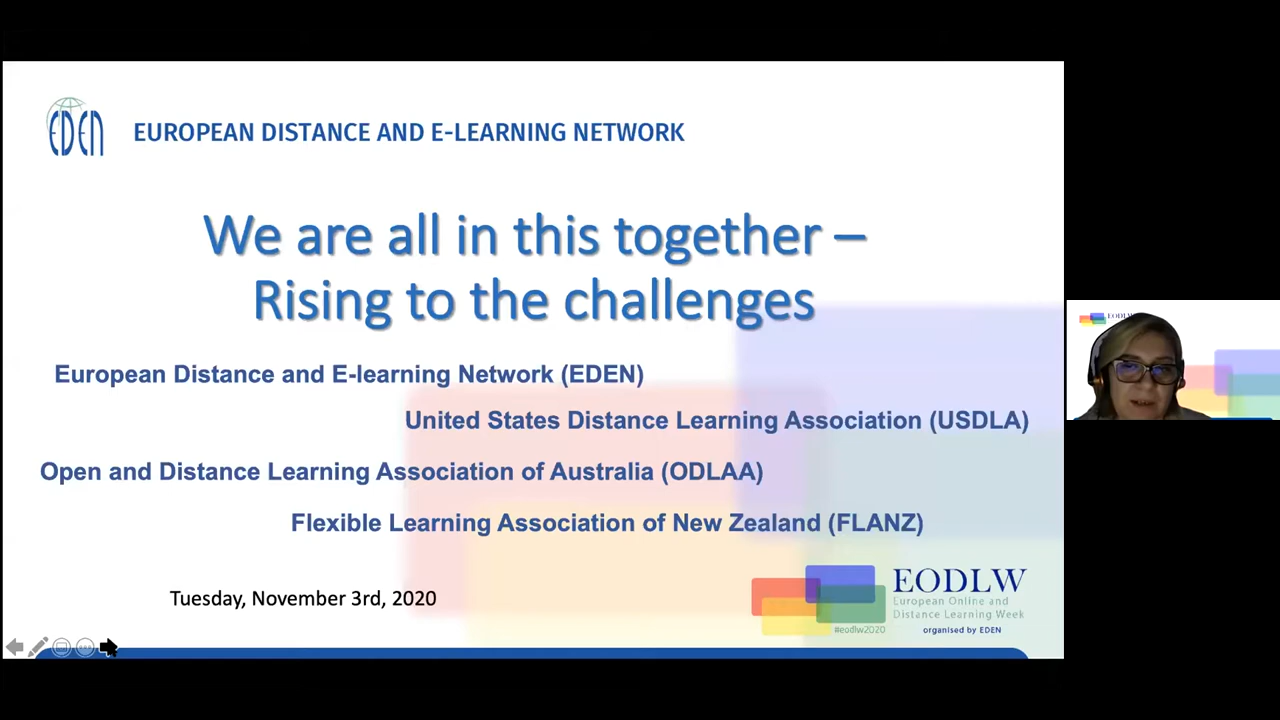 EDEN
EUROPEAN DISTANCE AND E-LEARNING NETWORK
We are all in this together –
Rising to the challenges
European Distance and E-learning Network (EDEN)
United States Distance Learning Association (USDLA)
Open and Distance Learning Association of Australia (ODLAA)
Flexible Learning Association of New Zealand (FLANZ)
Tuesday, November 3rd, 2020
EODLW
European Online and
Distance Learning Week
#eodlw2020
organised by EDEN